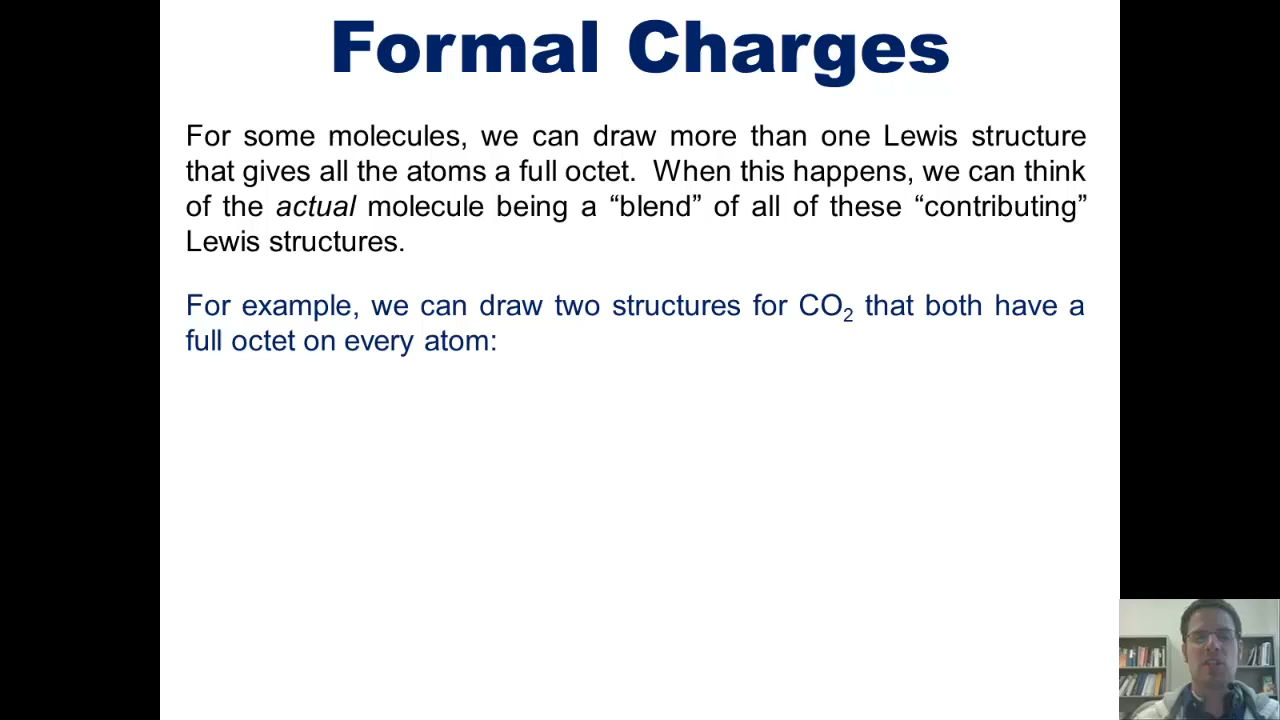 Formal Charges
For some molecules, we can draw more than one Lewis structure
that gives all the atoms a full octet.  When this happens, we can think
of the actual molecule being a “blend” of all of these “contributing”
Lewis structures.
For example, we can draw two structures for CO₂ that both have a
full octet on every atom: